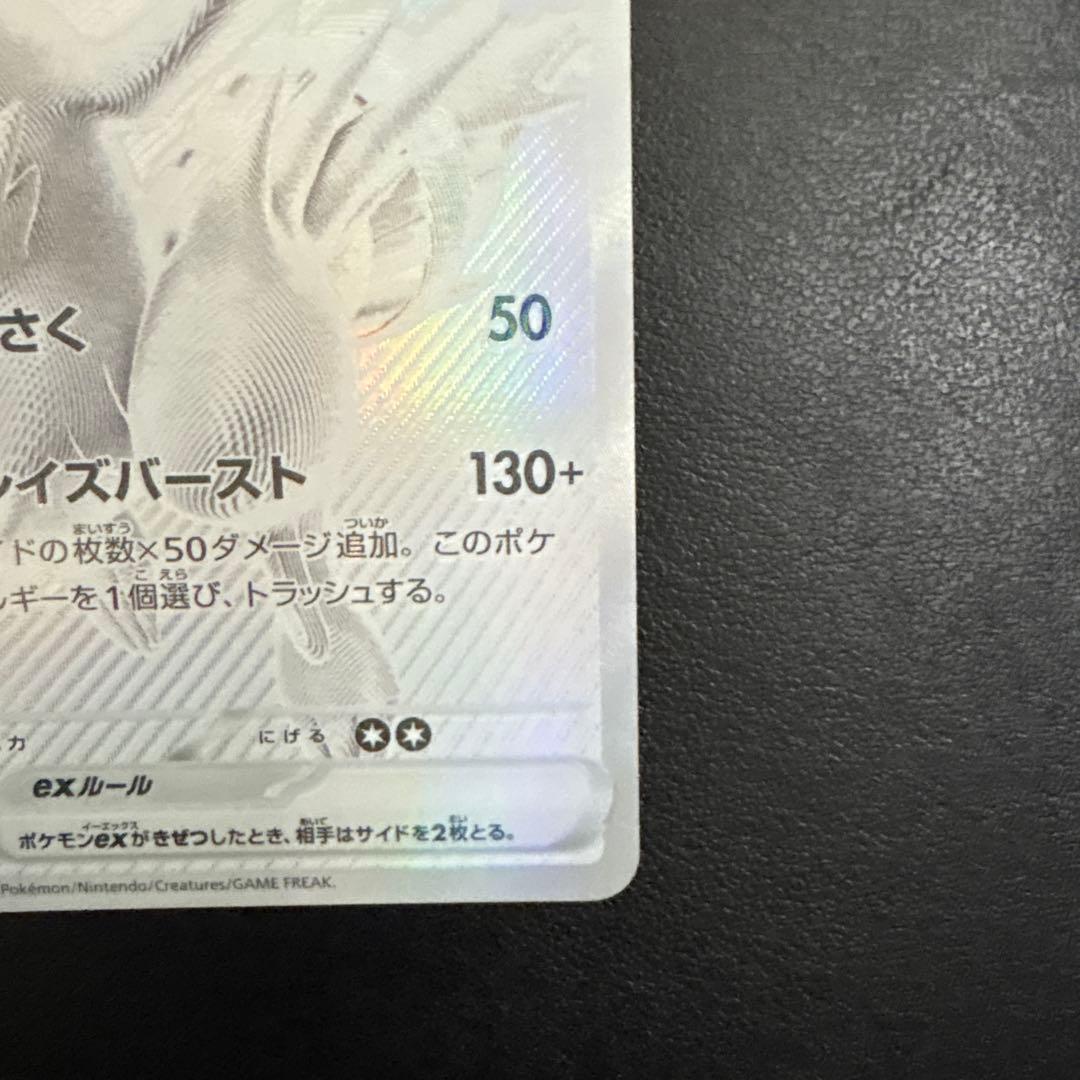 さく 50
イズバースト 130+
ドの枚数×50ダメージ追加。このポケ
ギーを1個選び、トラッシュする。
カ にげる
exルール
ポケモンexがきぜつしたとき、相手はサイドを2枚とる。
Pokémon/Nintendo/Creatures/GAME FREAK.